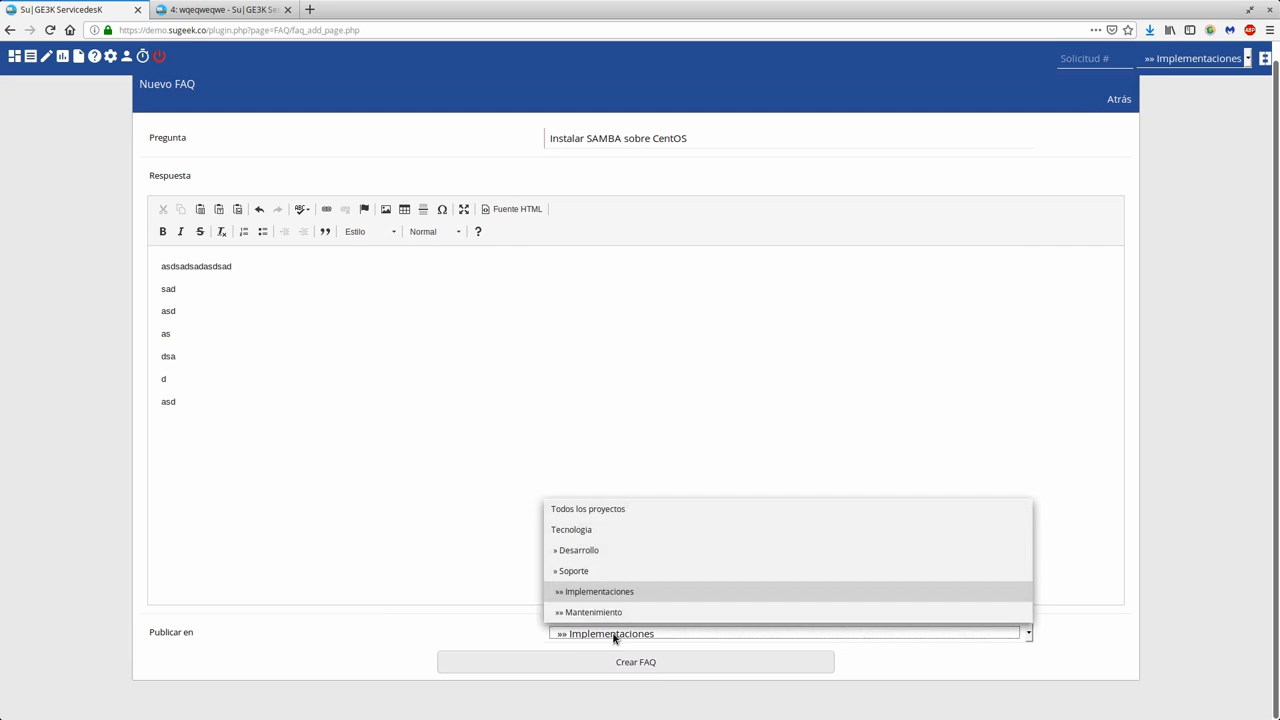 Su|GE3K ServicedesK
4: wqeqweqwe - Su|GE3K Se
https://demo.sugeek.co/plugin.php?page=FAQ/faq_add_page.php
ABP
Solicitud #
»» Implementaciones
Nuevo FAQ
Atrás
Pregunta
Instalar SAMBA sobre CentOS
Respuesta
Fuente HTML
Estilo
Normal
asdsadsadasdsad
sad
asd
as
dsa
d
asd
Todos los proyectos
Tecnologia
» Desarrollo
» Soporte
»» Implementaciones
»» Mantenimiento
Publicar en
»» Implementaciones
Crear FAQ